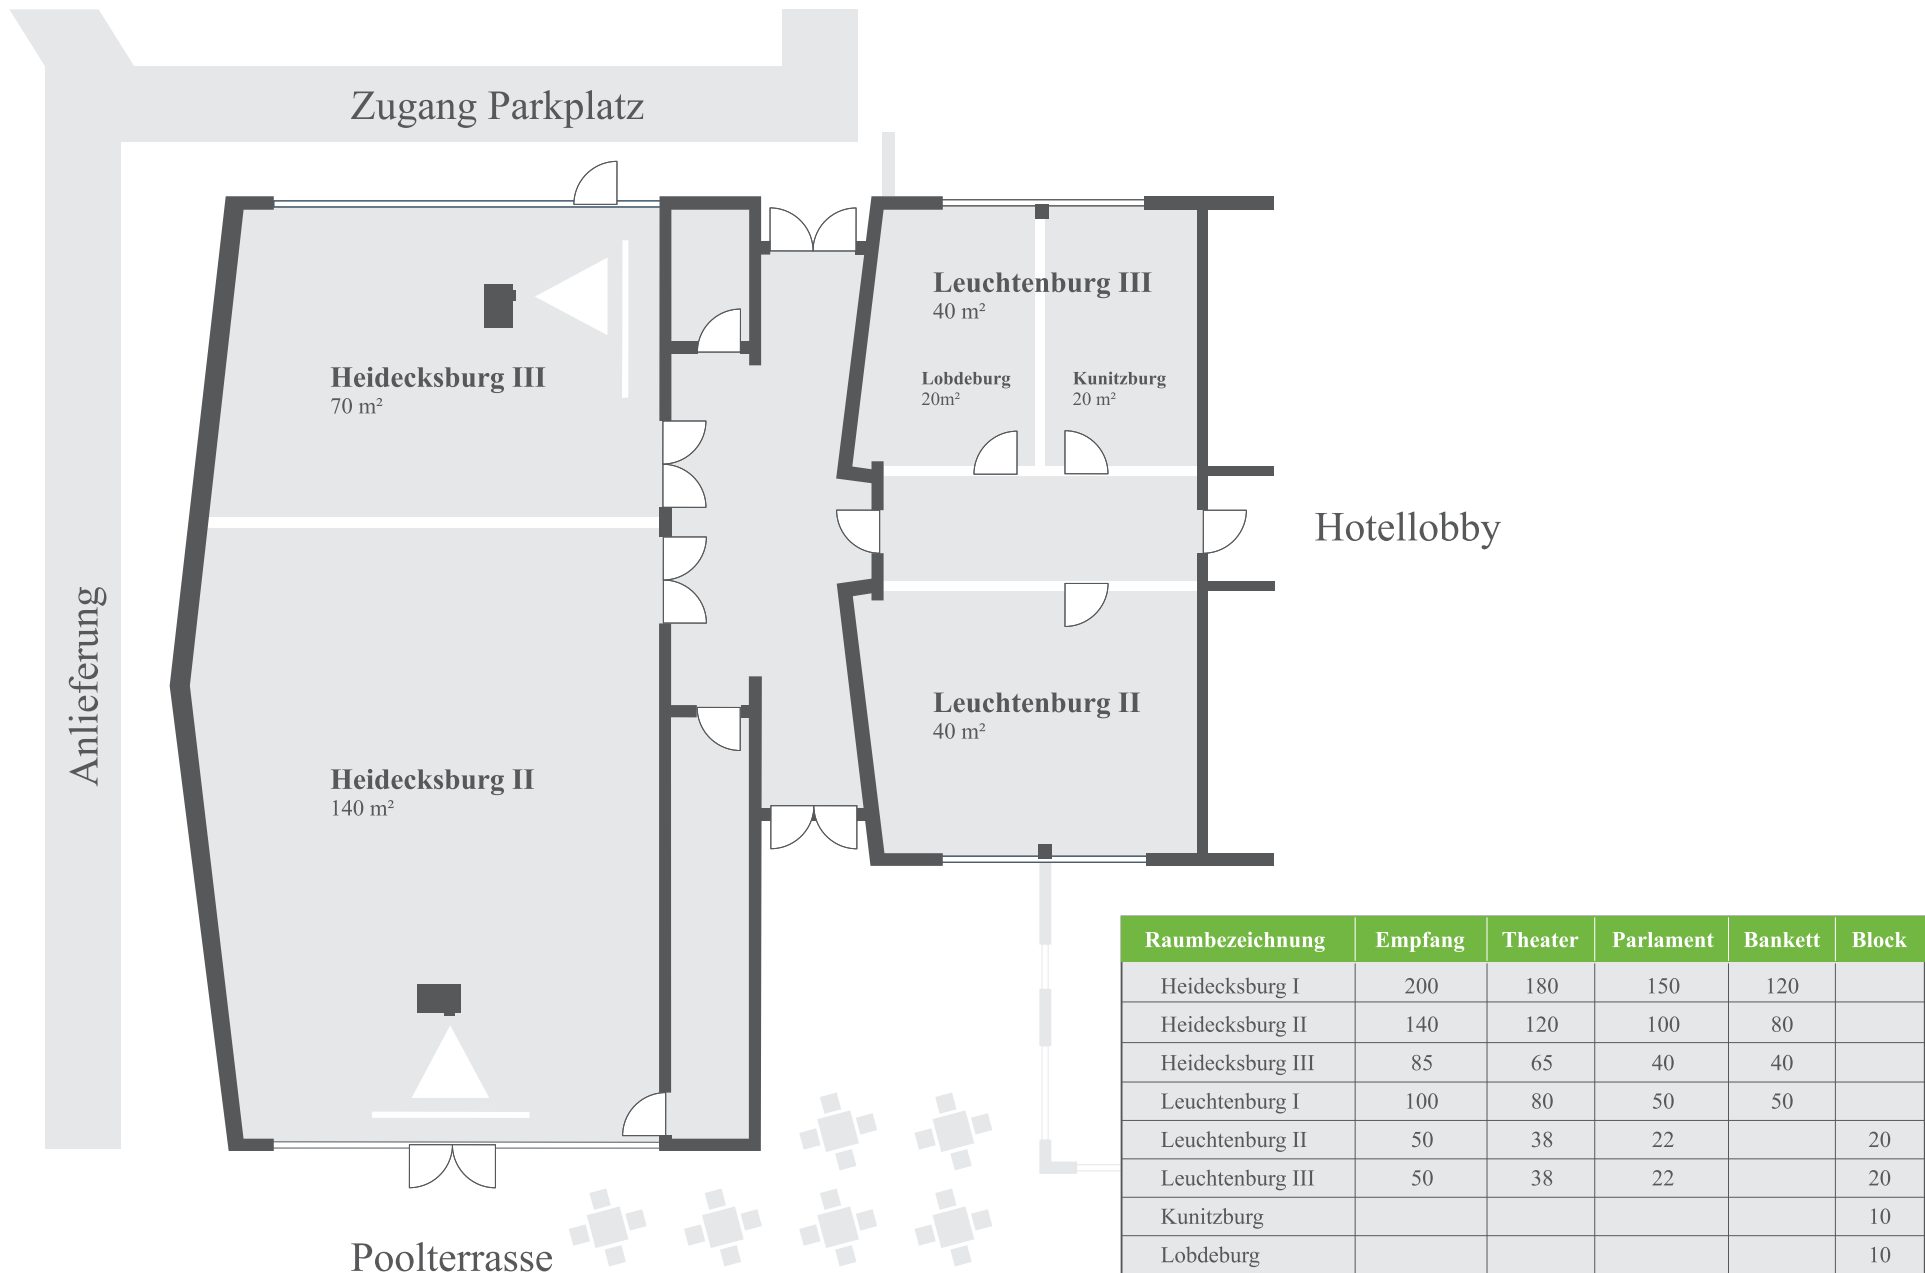 Zugang Parkplatz
Leuchtenburg III
40 m²
Heidecksburg III
70 m²
Lobdeburg
20m²
Kunitzburg
20 m²
Hotellobby
Anlieferung
Leuchtenburg II
40 m²
Heidecksburg II
140 m²
Poolterrasse
Raumbezeichnung Empfang Theater Parlament Bankett Block
Heidecksburg I 200 180 150 120
Heidecksburg II 140 120 100 80
Heidecksburg III 85 65 40 40
Leuchtenburg I 100 80 50 50
Leuchtenburg II 50 38 22 20
Leuchtenburg III 50 38 22 20
Kunitzburg 10
Lobdeburg 10